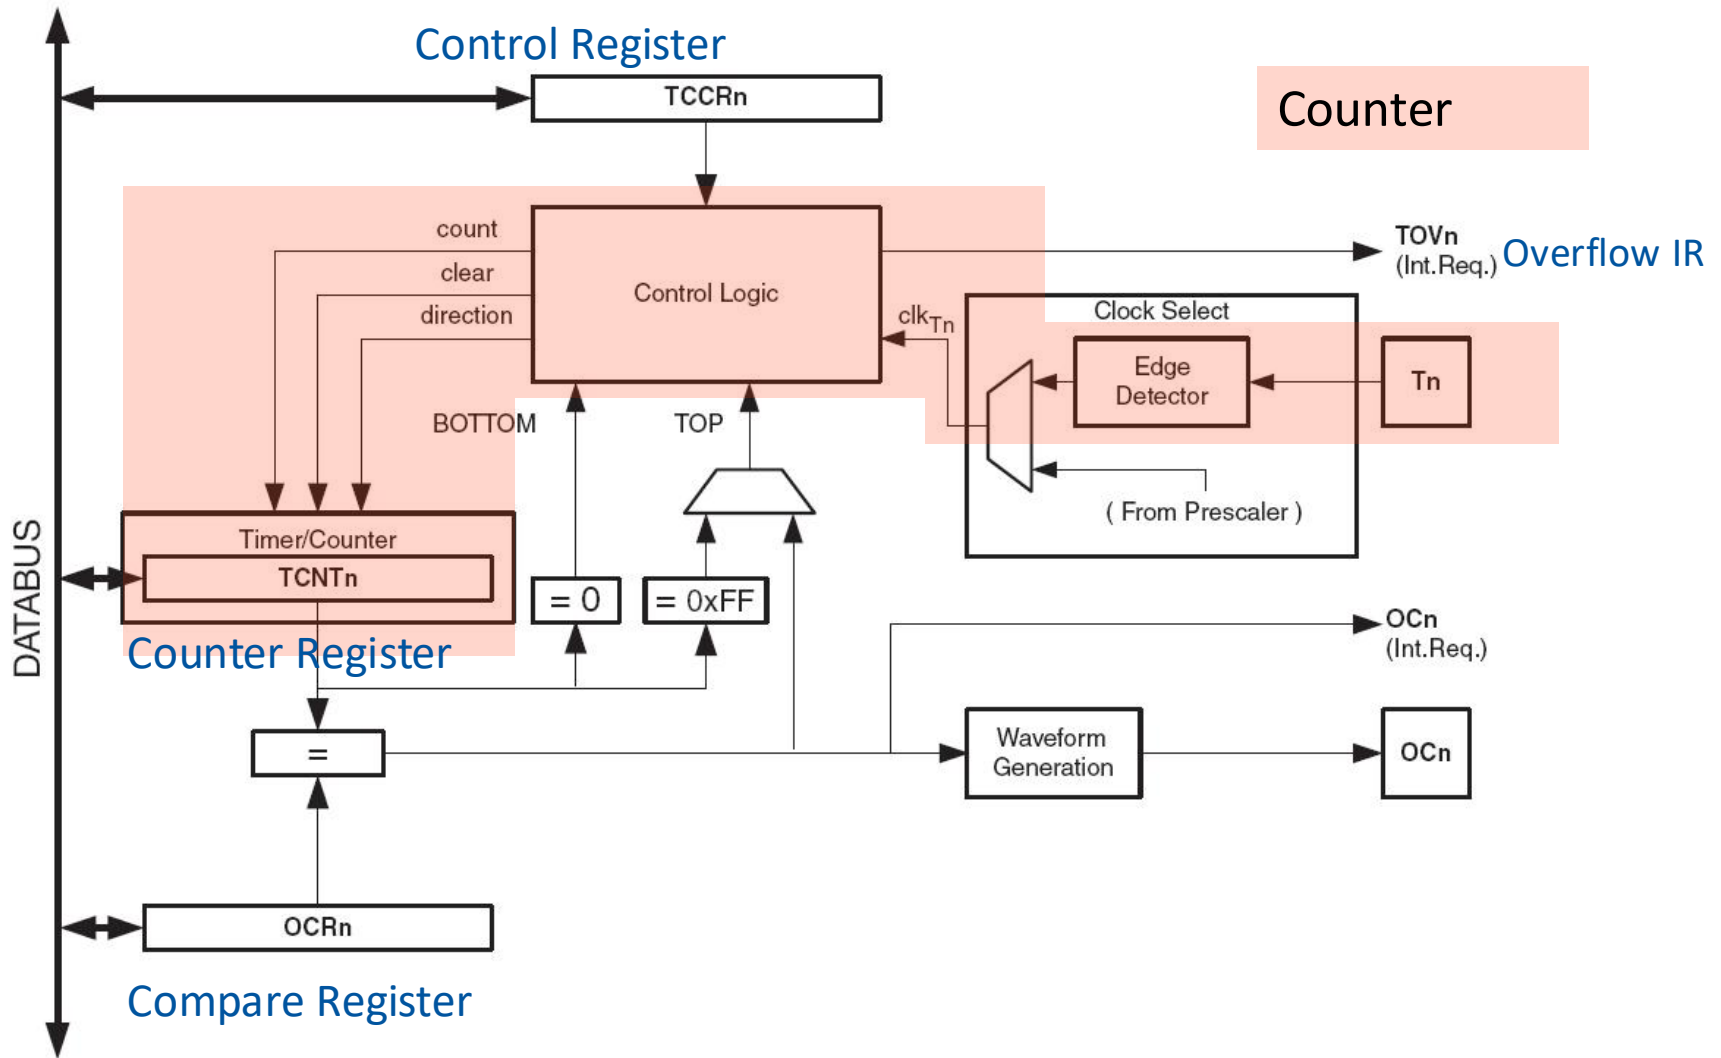 Control Register
TCCRn
Counter
count
clear
direction
Control Logic
TOVn
(Int.Req.)
Overflow IR
clkTn
Clock Select
Edge
Detector
Tn
BOTTOM
TOP
( From Prescaler )
DATABUS
Timer/Counter
TCNTn
= 0
= 0xFF
Counter Register
OCn
(Int.Req.)
=
Waveform
Generation
OCn
OCRn
Compare Register